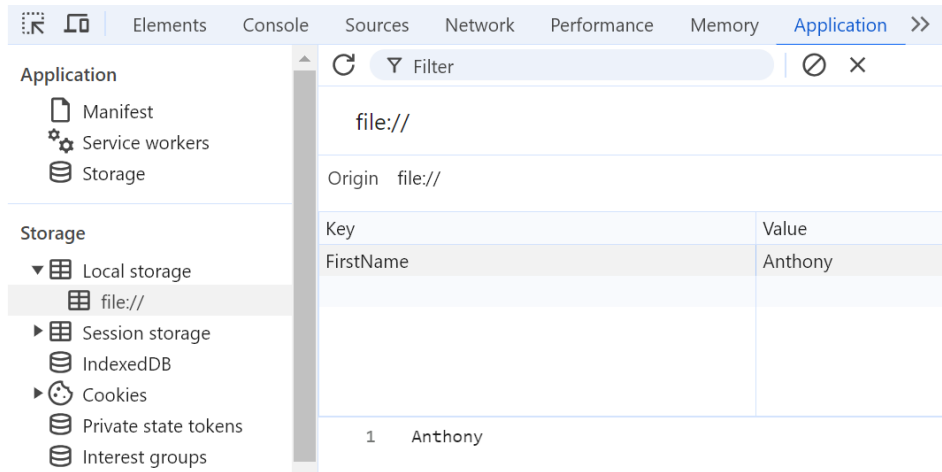 Elements Console Sources Network Performance Memory Application
Application
Manifest
Service workers
Storage
Storage
Local storage
file://
Session storage
IndexedDB
Cookies
Private state tokens
Interest groups
Filter
file://
Origin file://
Key Value
FirstName Anthony
1 Anthony